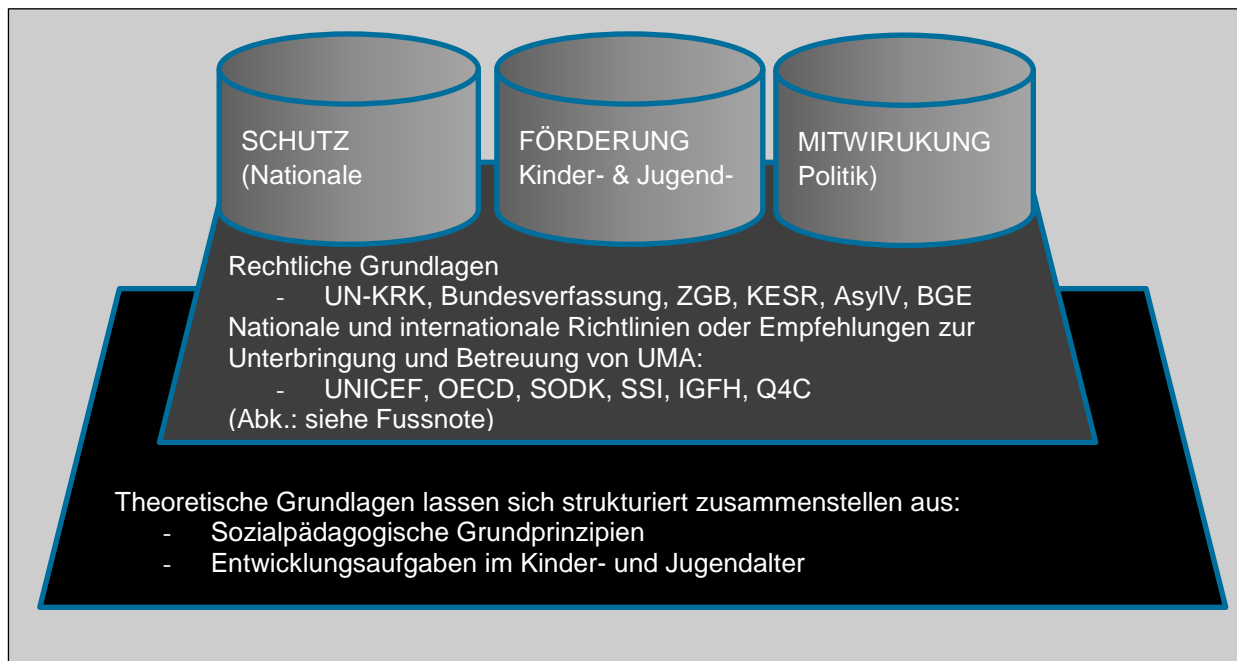 SCHUTZ
(Nationale
FÖRDERUNG
Kinder- & Jugend-
MITWIRUKUNG
Politik)
Rechtliche Grundlagen
- UN-KRK, Bundesverfassung, ZGB, KESR, AsylV, BGE
Nationale und internationale Richtlinien oder Empfehlungen zur
Unterbringung und Betreuung von UMA:
- UNICEF, OECD, SODK, SSI, IGFH, Q4C
(Abk.: siehe Fussnote)
Theoretische Grundlagen lassen sich strukturiert zusammenstellen aus:
- Sozialpädagogische Grundprinzipien
- Entwicklungsaufgaben im Kinder- und Jugendalter